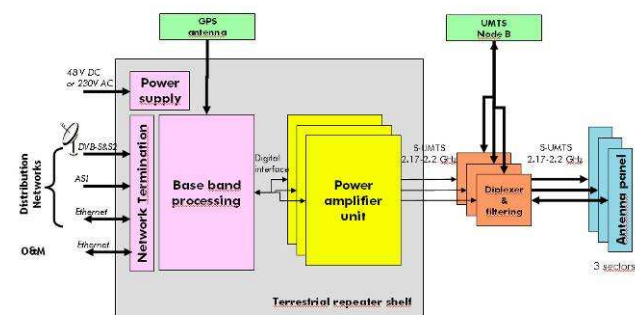 GPS
antenna
UMTS
Node B
48V DC
or 230V AC
Power
supply
DVB-S&S2
ASI
Ethernet
Ethernet
Distribution
Networks
O&M
Network Termination
Base band
processing
Digital
interface
Power
amplifier
unit
S-UMTS
2.17-2.2 GHz
S-UMTS
2.17-2.2 GHz
Diplexer
&
filtering
Antenna panel
3 sectors
Terrestrial repeater shelf